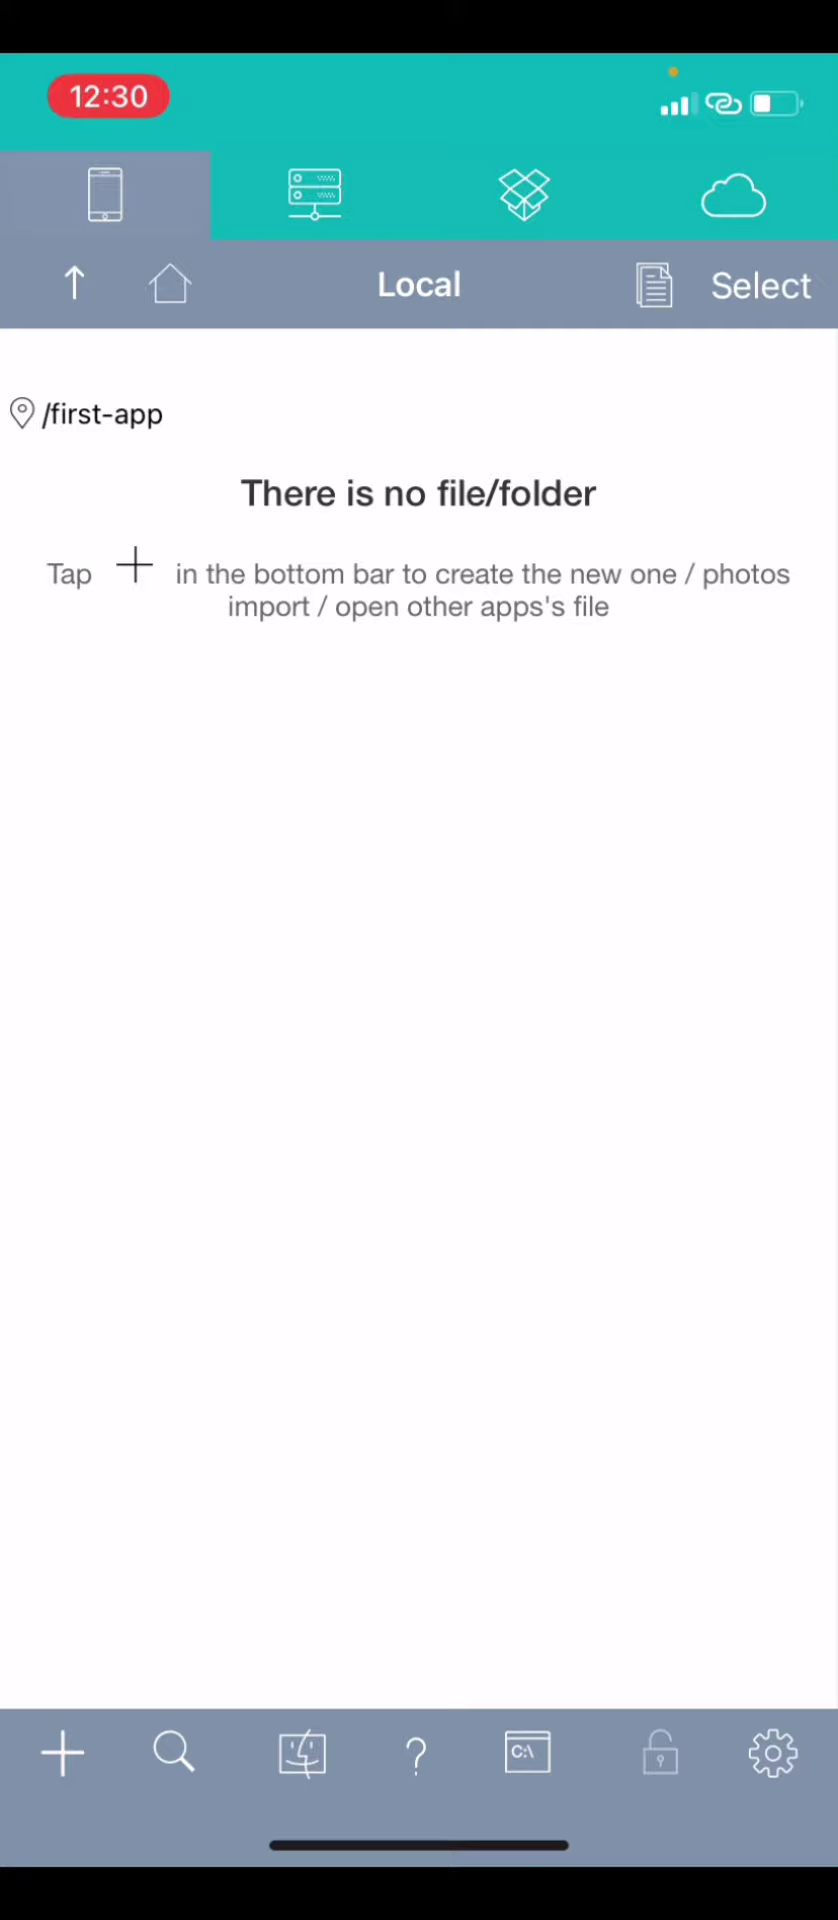 12:30
Local
Select
/first-app
There is no file/folder
Tap + in the bottom bar to create the new one / photos
import / open other apps's file
?
C:\